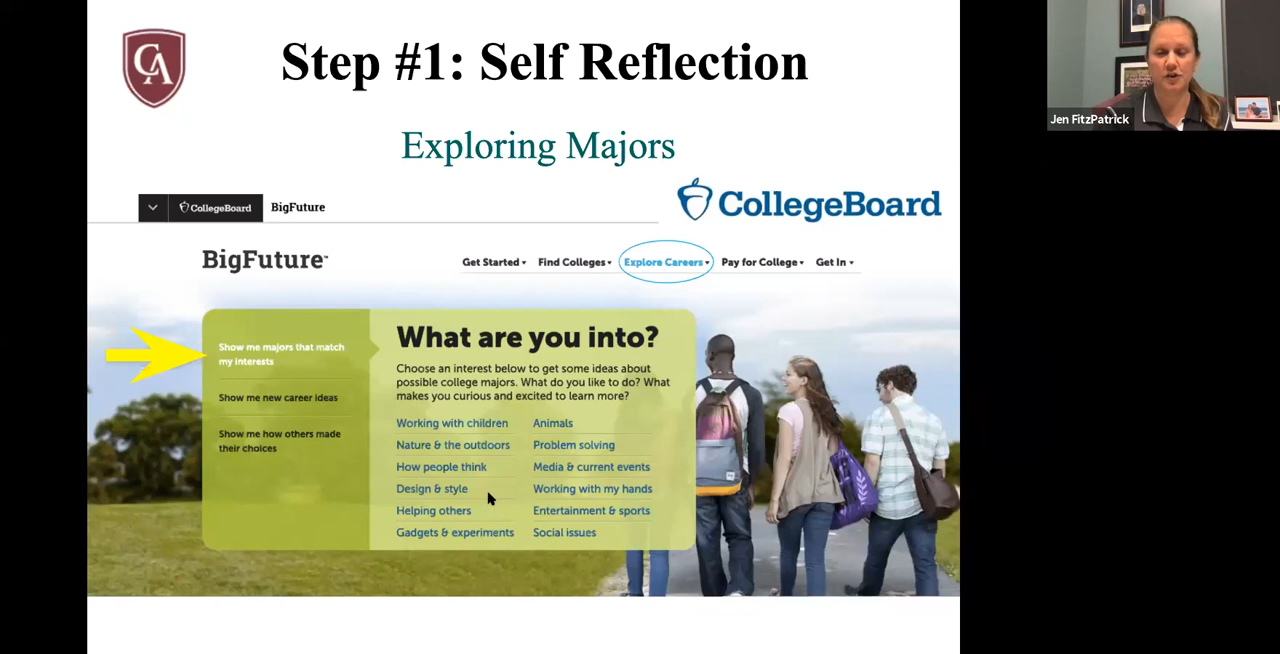 CA
Step #1: Self Reflection
Jen FitzPatrick
Exploring Majors
CollegeBoard
CollegeBoard BigFuture
BigFuture™
Get Started Find Colleges Explore Careers Pay for College Get In
Show me majors that match
my interests
Show me new career ideas
Show me how others made
their choices
What are you into?
Choose an interest below to get some ideas about
possible college majors. What do you like to do? What
makes you curious and excited to learn more?
Working with children
Nature & the outdoors
How people think
Design & style
Helping others
Gadgets & experiments
Animals
Problem solving
Media & current events
Working with my hands
Entertainment & sports
Social issues